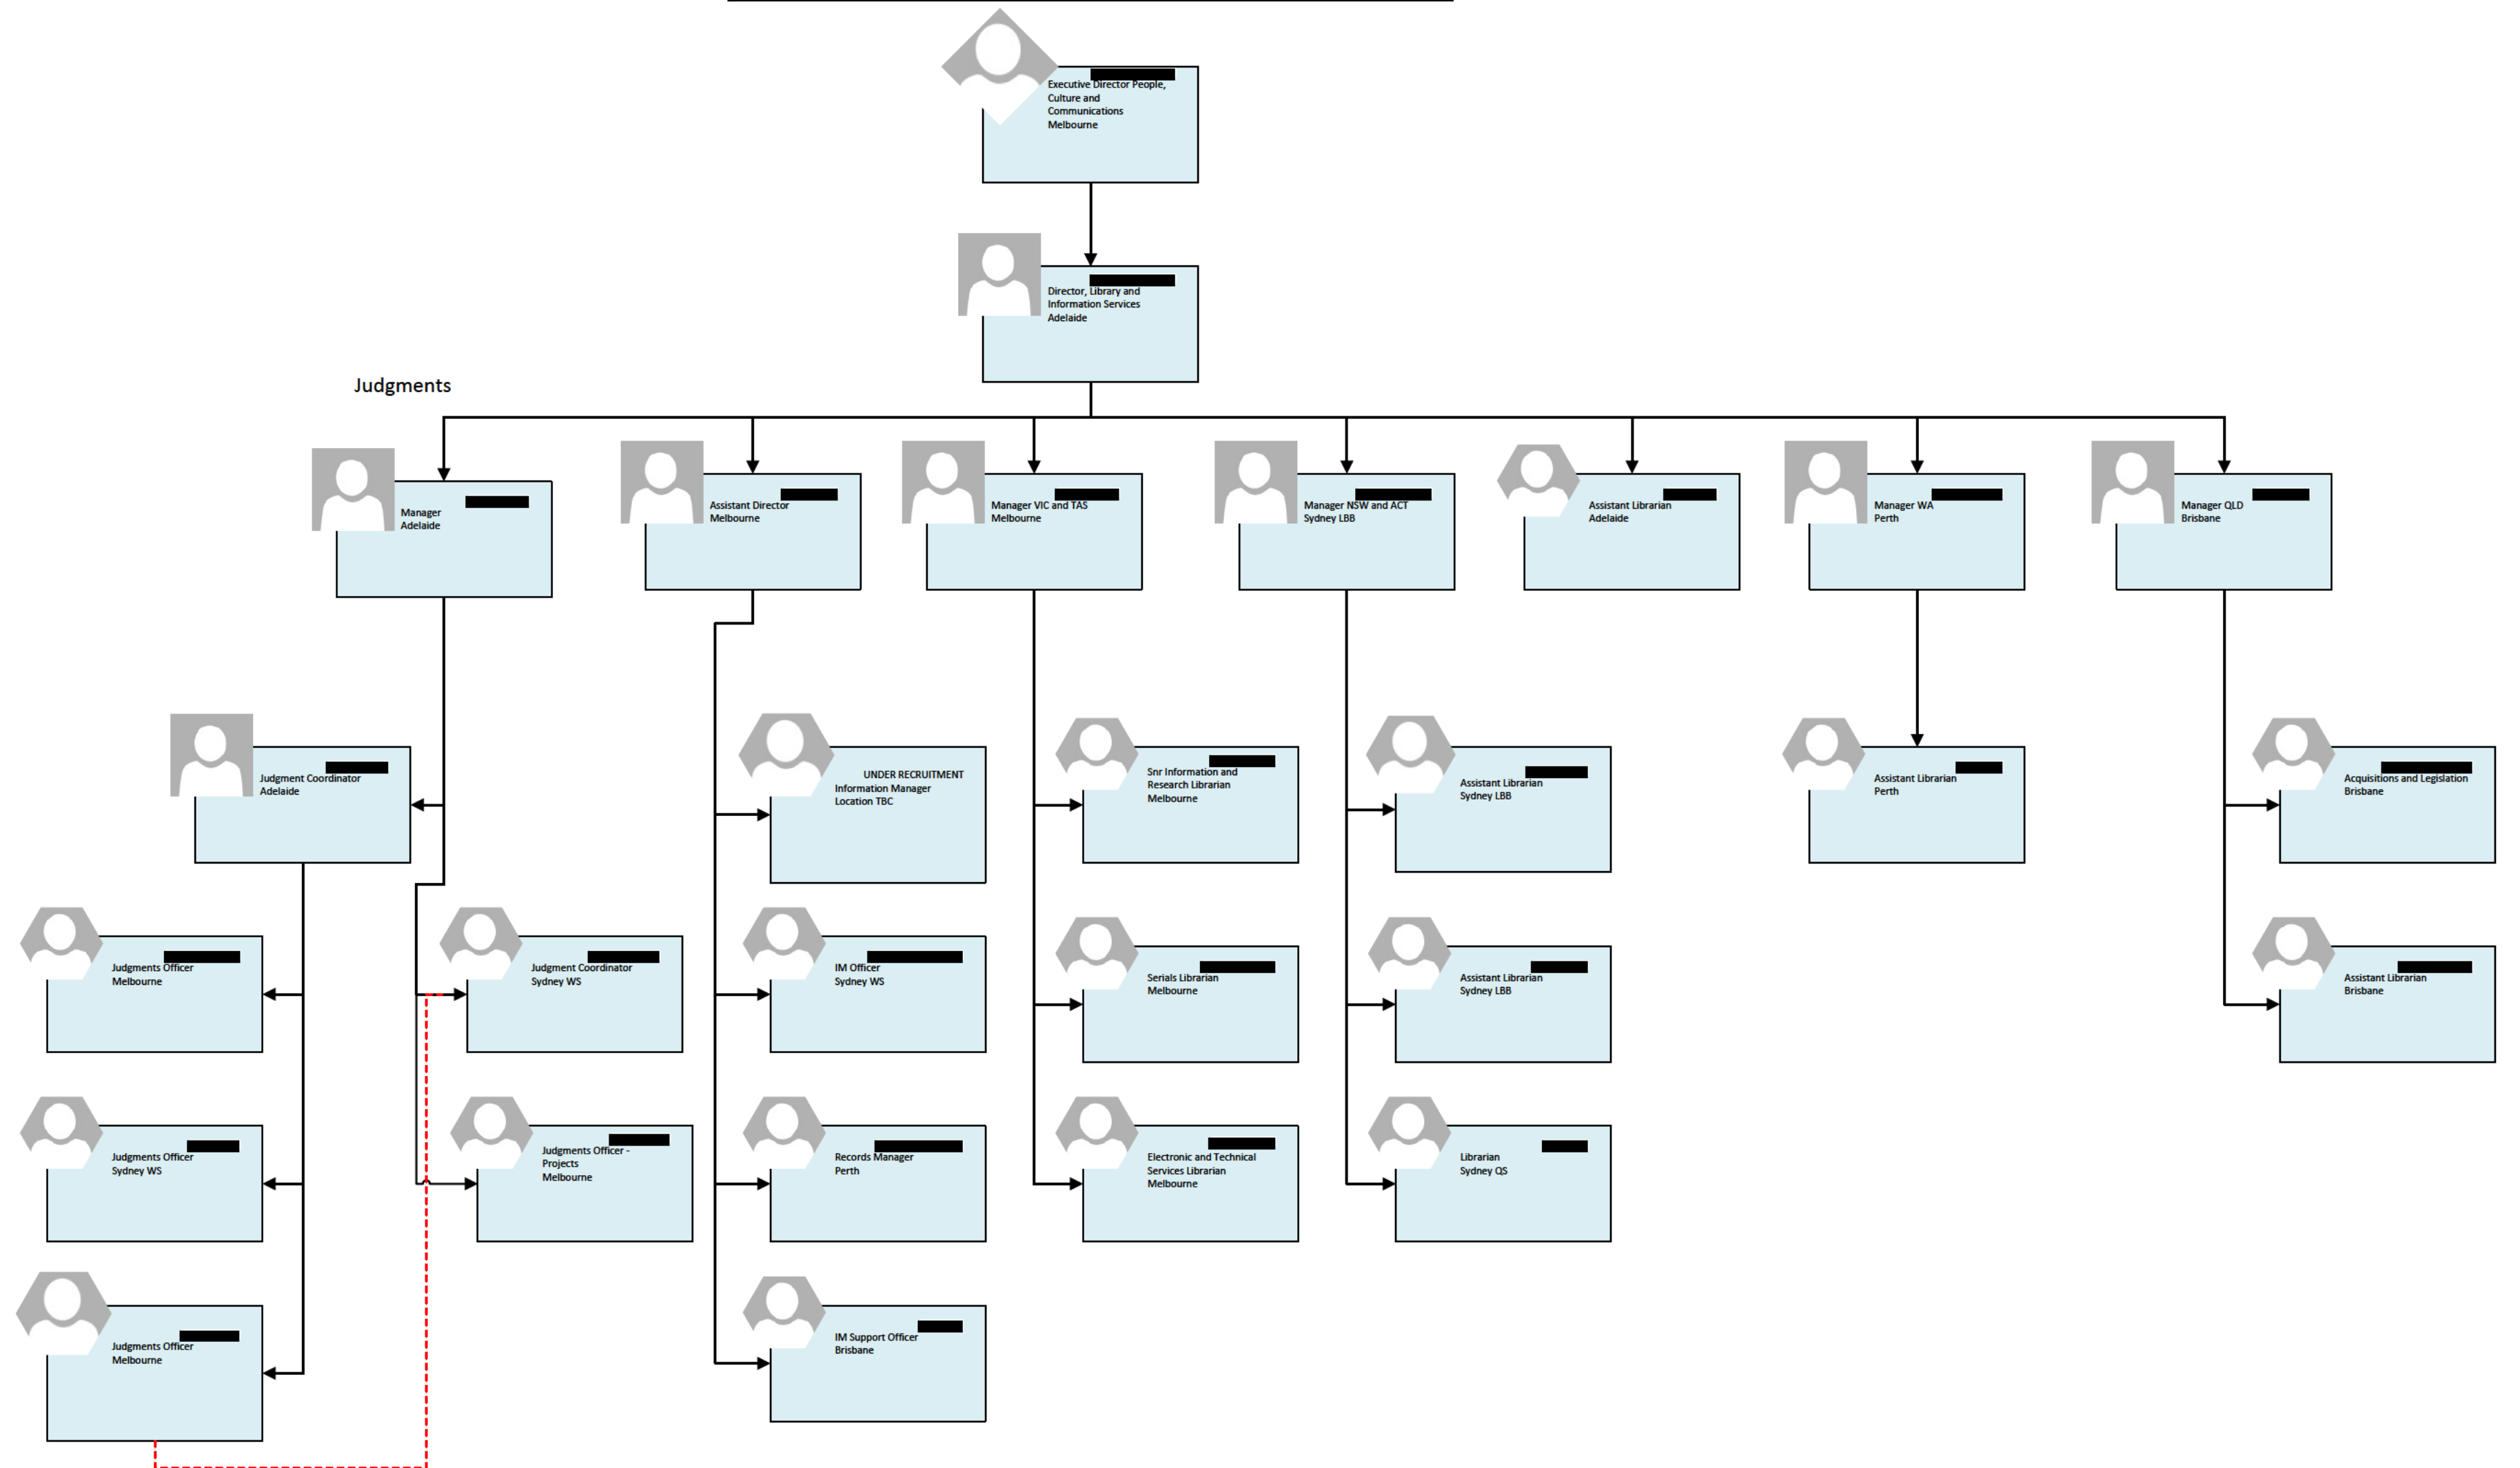 Executive Director People,
Culture and
Communications
Melbourne
Director, Library and
Information Services
Adelaide
Judgments
Manager
Adelaide
Assistant Director
Melbourne
Manager VIC and TAS
Melbourne
Manager NSW and ACT
Sydney LBB
Assistant Librarian
Adelaide
Manager WA
Perth
Manager QLD
Brisbane
Judgment Coordinator
Adelaide
UNDER RECRUITMENT
Information Manager
Location TBC
Snr Information and
Research Librarian
Melbourne
Assistant Librarian
Sydney LBB
Assistant Librarian
Perth
Acquisitions and Legislation
Brisbane
Judgments Officer
Melbourne
Judgment Coordinator
Sydney WS
IM Officer
Sydney WS
Serials Librarian
Melbourne
Assistant Librarian
Sydney LBB
Assistant Librarian
Brisbane
Judgments Officer
Sydney WS
Judgments Officer -
Projects
Melbourne
Records Manager
Perth
Electronic and Technical
Services Librarian
Melbourne
Librarian
Sydney QS
Judgments Officer
Melbourne
IM Support Officer
Brisbane